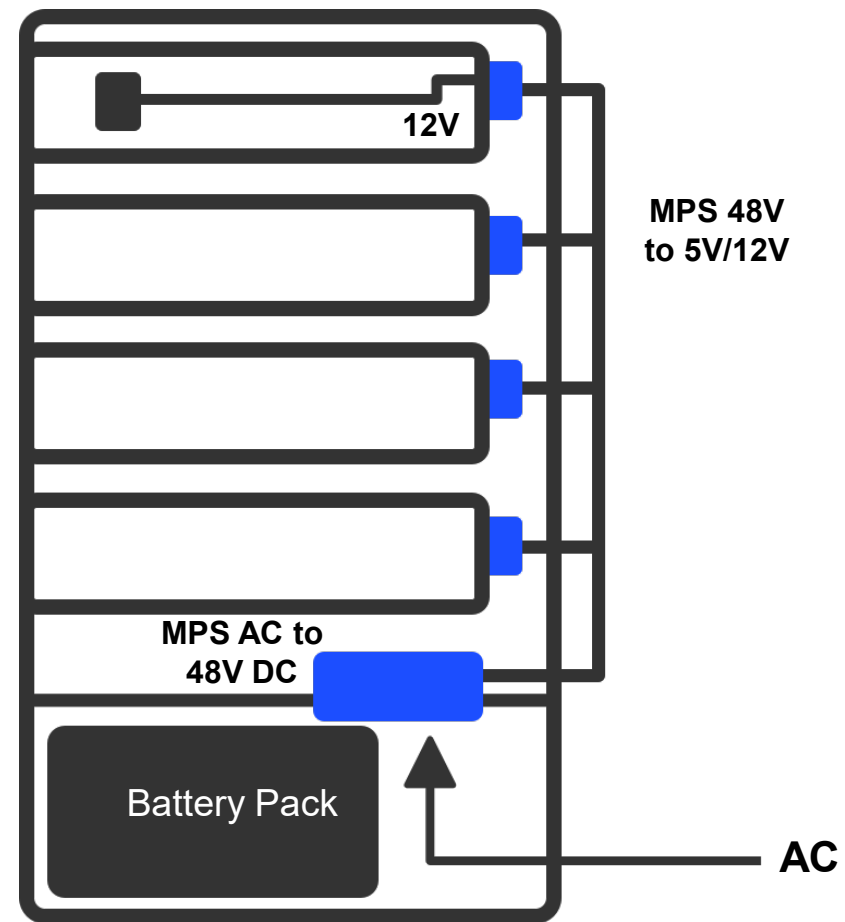 12V
MPS 48V
to 5V/12V
MPS AC to
48V DC
Battery Pack
AC